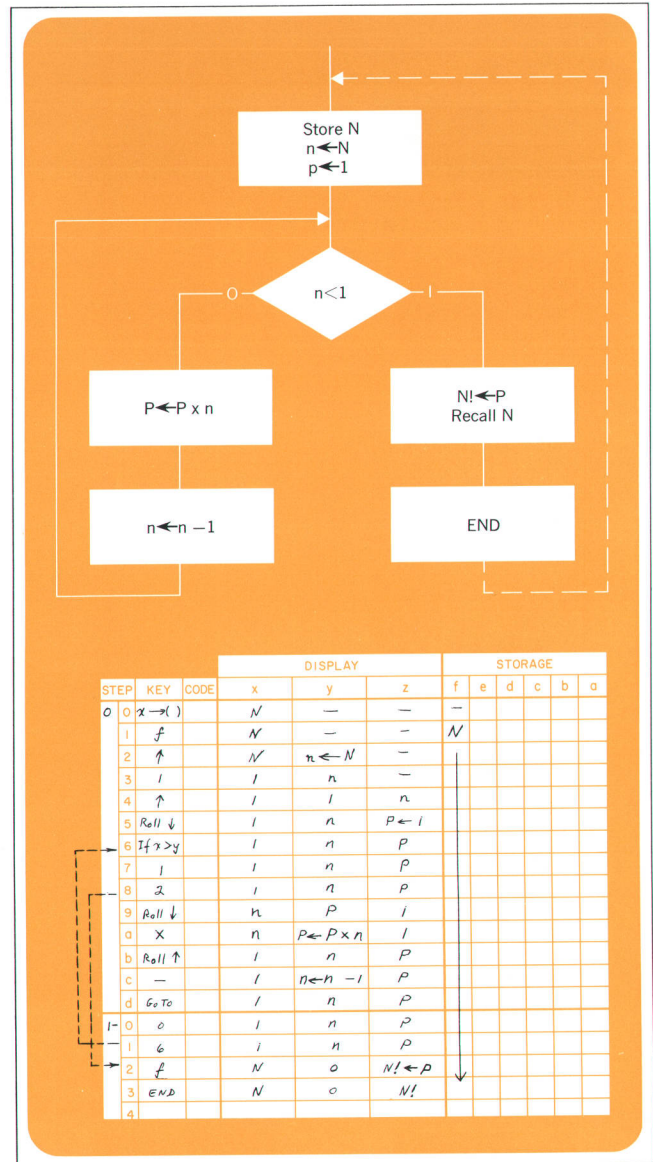 Store N
n←N
p←1
n<1
0
1
P←P x n
N!←P
Recall N
n←n −1
END
DISPLAY STORAGE
STEP KEY CODE x y z f e d c b a
0 0 x→( ) N — — —
1 f N — - N
2 ↑ N n←N -
3 1 1 n -
4 ↑ 1 1 n
5 Roll ↓ 1 n P←1
6 If x>y 1 n P
7 1 1 n P
8 2 1 n P
9 Roll ↓ n P 1
a X n P←P×n 1
b Roll ↑ 1 n P
c — 1 n←n -1 P
d Go To 1 n P
1- 0 0 1 n P
1 6 1 n P
2 f N 0 N!←P
3 END N 0 N!
4